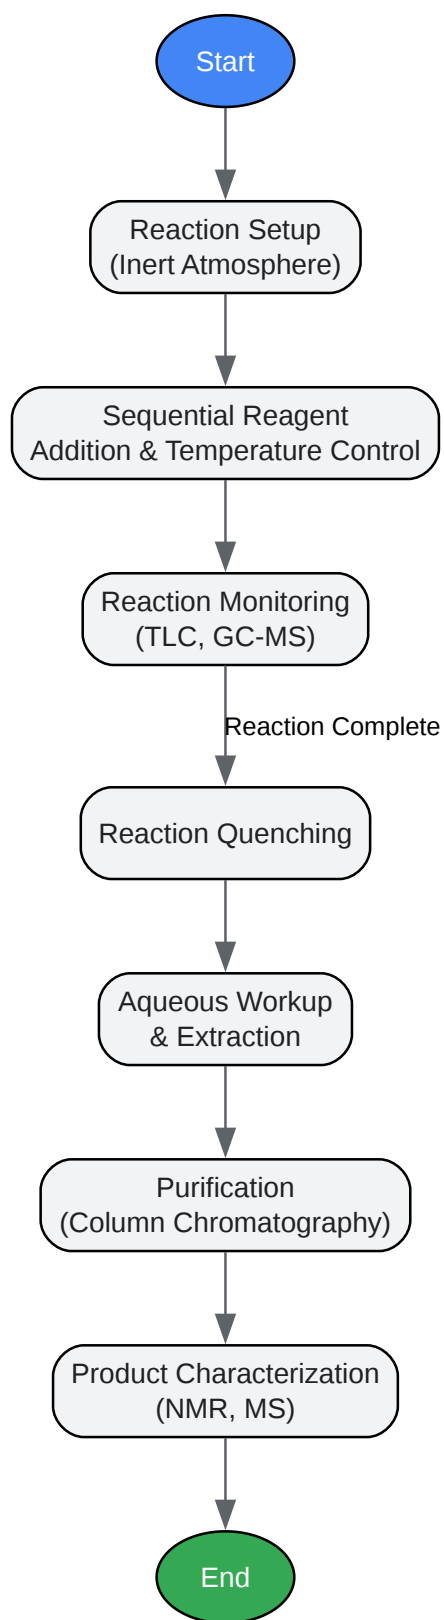 Start
Reaction Setup
(Inert Atmosphere)
Sequential Reagent
Addition & Temperature Control
Reaction Monitoring
(TLC, GC-MS)
Reaction Complete
Reaction Quenching
Aqueous Workup
& Extraction
Purification
(Column Chromatography)
Product Characterization
(NMR, MS)
End